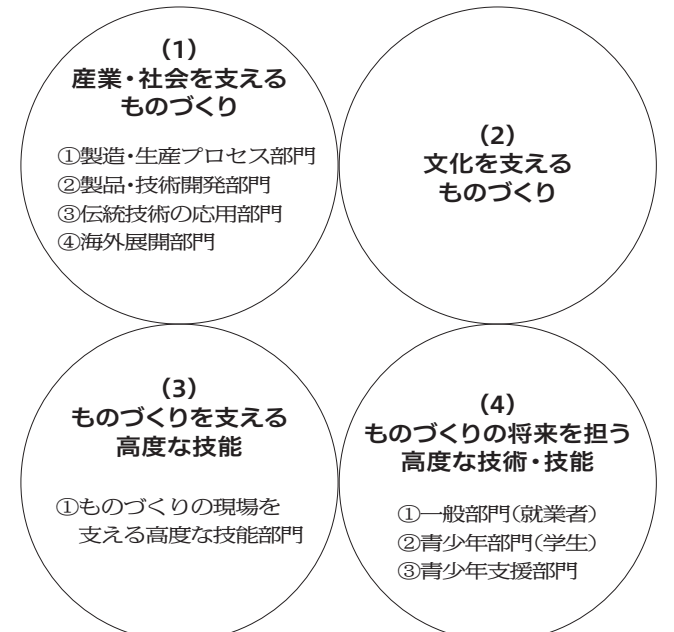 (1)
産業・社会を支える
ものづくり
①製造・生産プロセス部門
②製品・技術開発部門
③伝統技術の応用部門
④海外展開部門
(2)
文化を支える
ものづくり
(3)
ものづくりを支える
高度な技能
①ものづくりの現場を
支える高度な技能部門
(4)
ものづくりの将来を担う
高度な技術・技能
①一般部門(就業者)
②青少年部門(学生)
③青少年支援部門